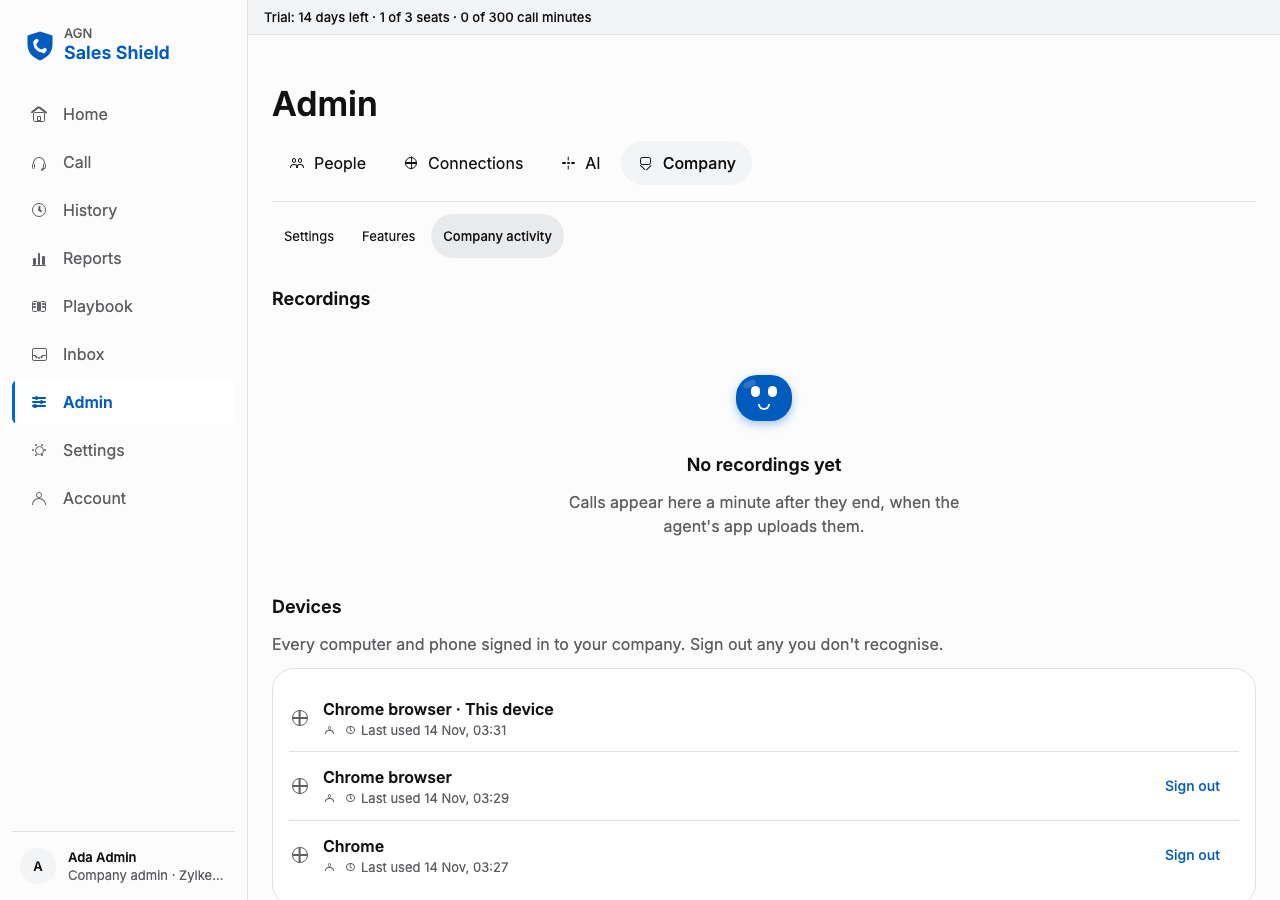 AGN
Sales Shield
Home
Call
History
Reports
Playbook
Inbox
Admin
Settings
Account
A
Ada Admin
Company admin · Zylke...
Trial: 14 days left · 1 of 3 seats · 0 of 300 call minutes
Admin
People
Connections
AI
Company
Settings
Features
Company activity
Recordings
No recordings yet
Calls appear here a minute after they end, when the
agent's app uploads them.
Devices
Every computer and phone signed in to your company. Sign out any you don't recognise.
Chrome browser · This device
Last used 14 Nov, 03:31
Chrome browser
Last used 14 Nov, 03:29
Sign out
Chrome
Last used 14 Nov, 03:27
Sign out